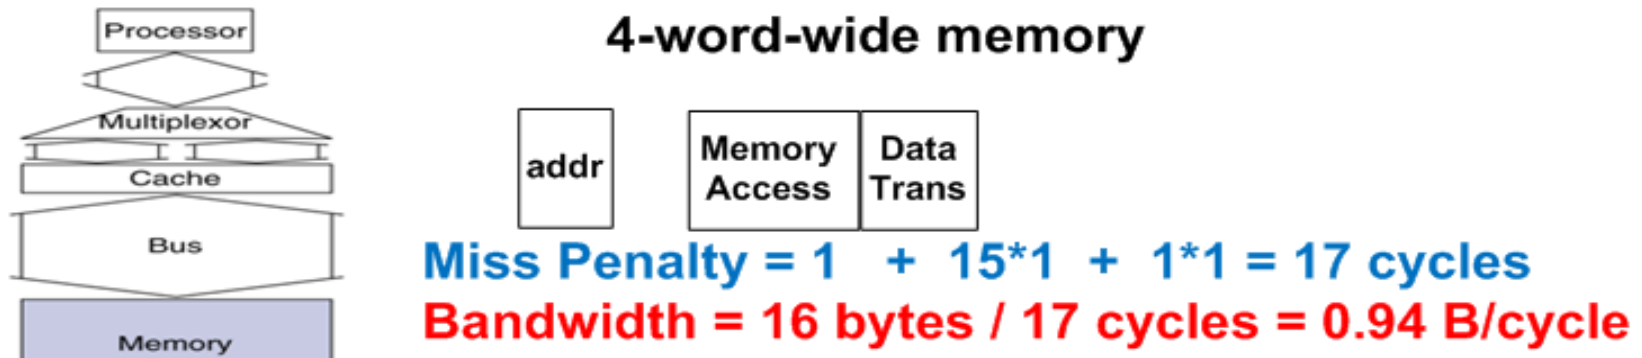 4-word-wide memory
Processor
Multiplexor
Cache
Bus
Memory
addr
Memory
Access
Data
Trans
Miss Penalty = 1 + 15*1 + 1*1 = 17 cycles
Bandwidth = 16 bytes / 17 cycles = 0.94 B/cycle